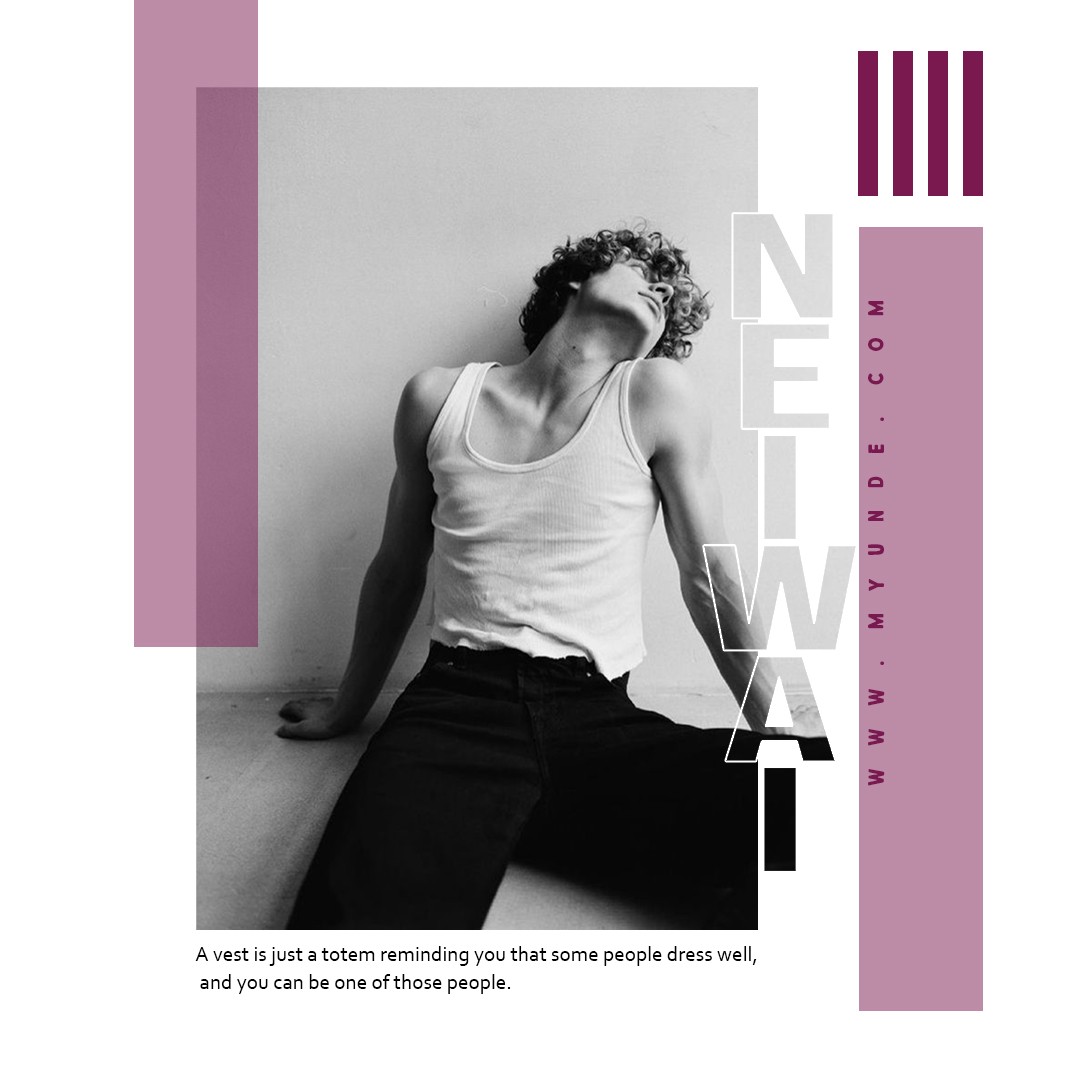 NEIWAI
WWW.MYUNDE.COM
A vest is just a totem reminding you that some people dress well,
and you can be one of those people.